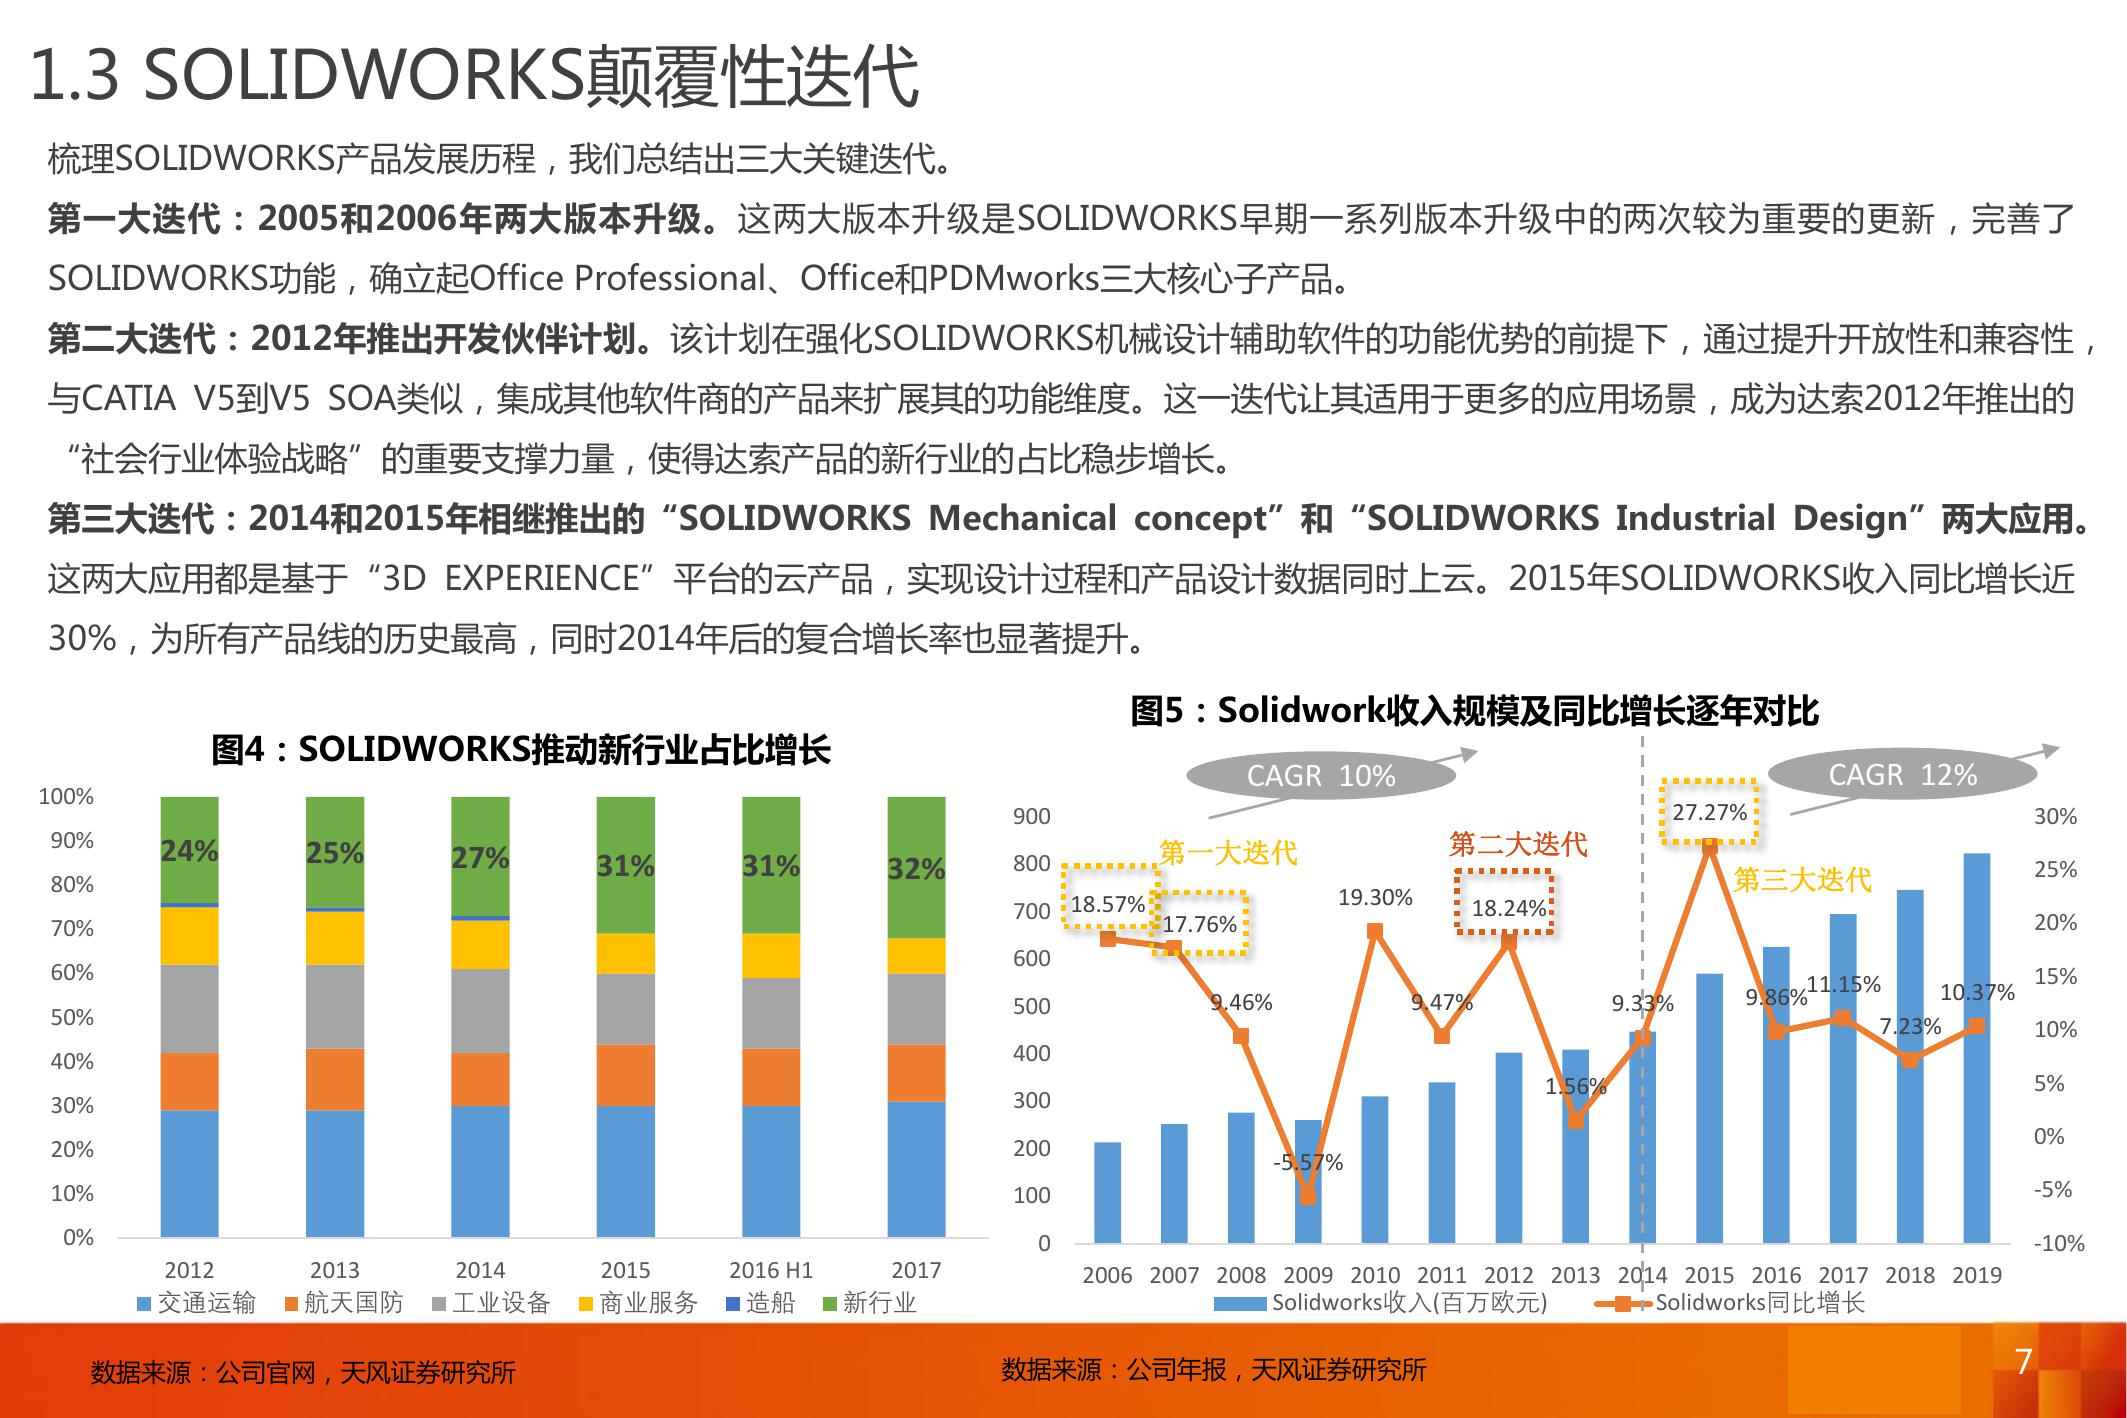 1.3 SOLIDWORKS颠覆性迭代
梳理SOLIDWORKS产品发展历程，我们总结出三大关键迭代。
第一大迭代：2005和2006年两大版本升级。这两大版本升级是SOLIDWORKS早期一系列版本升级中的两次较为重要的更新，完善了
SOLIDWORKS功能，确立起Office Professional、Office和PDMworks三大核心子产品。
第二大迭代：2012年推出开发伙伴计划。该计划在强化SOLIDWORKS机械设计辅助软件的功能优势的前提下，通过提升开放性和兼容性，
与CATIA V5到V5 SOA类似，集成其他软件商的产品来扩展其的功能维度。这一迭代让其适用于更多的应用场景，成为达索2012年推出的
“社会行业体验战略”的重要支撑力量，使得达索产品的新行业的占比稳步增长。
第三大迭代：2014和2015年相继推出的“SOLIDWORKS Mechanical concept”和“SOLIDWORKS Industrial Design”两大应用。
这两大应用都是基于“3D EXPERIENCE”平台的云产品，实现设计过程和产品设计数据同时上云。2015年SOLIDWORKS收入同比增长近
30%，为所有产品线的历史最高，同时2014年后的复合增长率也显著提升。
图4：SOLIDWORKS推动新行业占比增长
100%
90%
80%
70%
60%
50%
40%
30%
20%
10%
0%
24%
25%
27%
31%
31%
32%
2012 2013 2014 2015 2016 H1 2017
交通运输 航天国防 工业设备 商业服务 造船 新行业
图5：Solidwork收入规模及同比增长逐年对比
CAGR 10%
CAGR 12%
第一大迭代
第二大迭代
第三大迭代
900
800
700
600
500
400
300
200
100
0
18.57%
17.76%
9.46%
-5.57%
19.30%
9.47%
18.24%
1.56%
9.33%
27.27%
9.86%
11.15%
7.23%
10.37%
30%
25%
20%
15%
10%
5%
0%
-5%
-10%
2006 2007 2008 2009 2010 2011 2012 2013 2014 2015 2016 2017 2018 2019
Solidworks收入(百万欧元) Solidworks同比增长
数据来源：公司官网，天风证券研究所
数据来源：公司年报，天风证券研究所
7